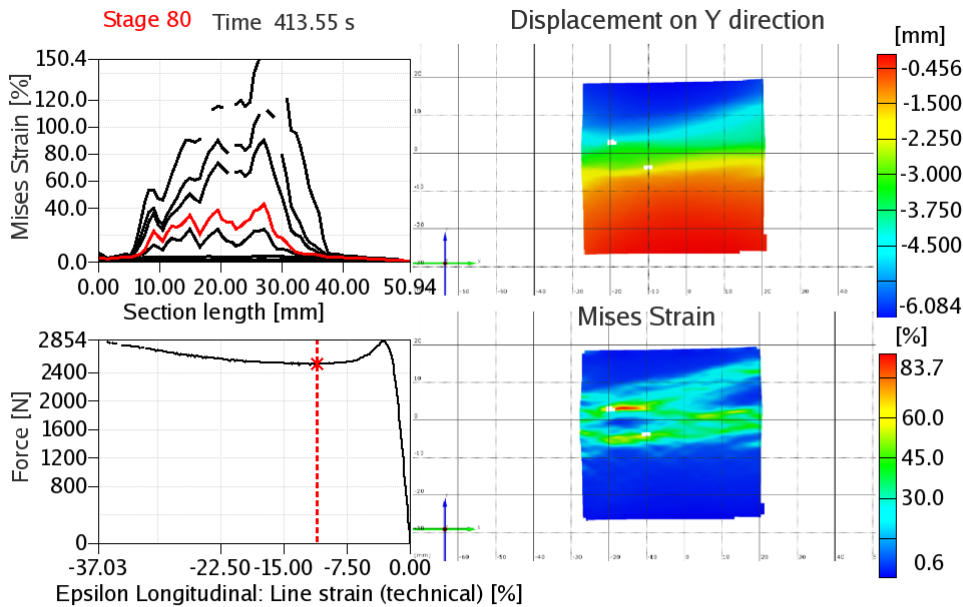 Stage 80 Time 413.55 s
Displacement on Y direction
[mm]
Mises Strain [%]
150.4
120.0
100.0
80.0
60.0
40.0
0.0
0.00 10.00 20.00 30.00 40.00 50.94
Section length [mm]
-0.456
-1.500
-2.250
-3.000
-3.750
-4.500
-6.084
Mises Strain
[%]
Force [N]
2854
2400
2000
1600
1200
800
0
-37.03 -22.50 -15.00 -7.50 0.00
Epsilon Longitudinal: Line strain (technical) [%]
83.7
60.0
45.0
30.0
0.6